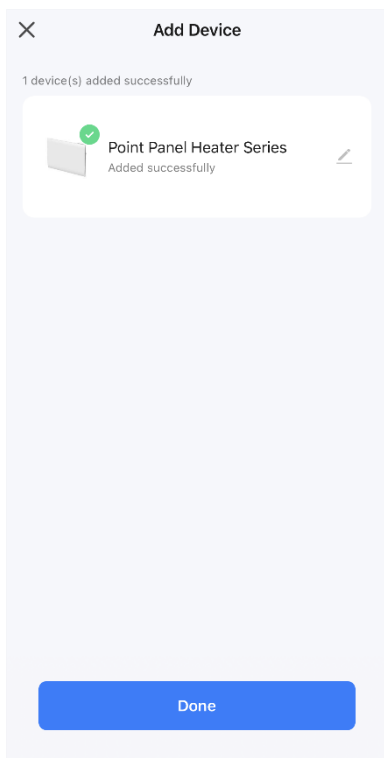 Add Device
1 device(s) added successfully
Point Panel Heater Series
Added successfully
Done